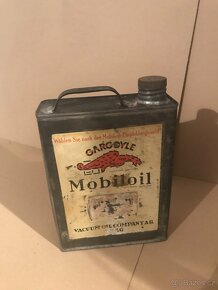 Wählen Sie nach der Mobiloil-Empfehlungstafel
GARGOYLE
Mobiloil
VACUUM OIL COMPANY A.G.